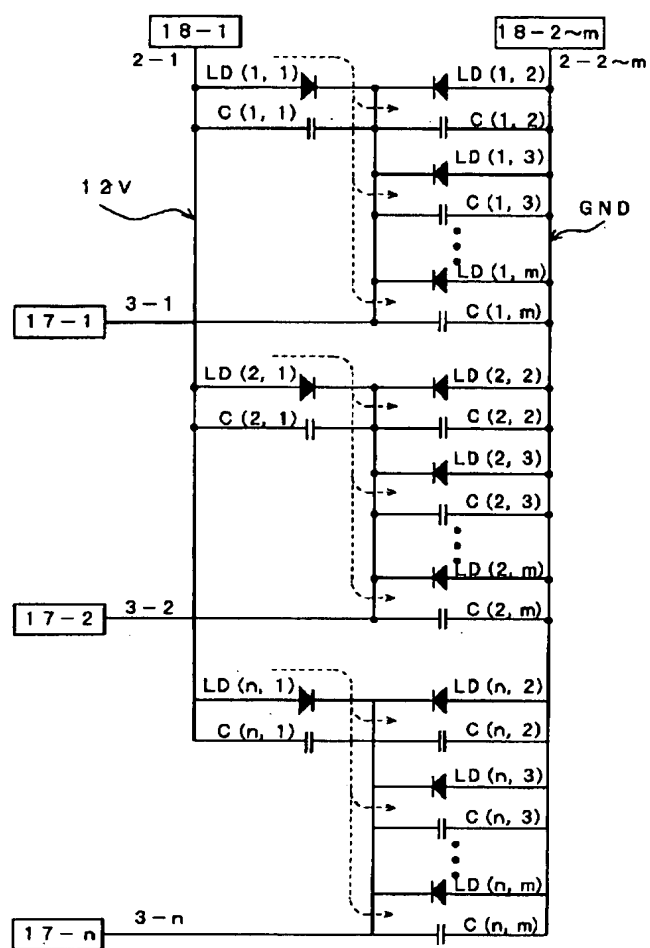 18-1 18-2~m
2-1 2-2~m
LD(1, 1) LD(1, 2)
C(1, 1) C(1, 2)
LD(1, 3)
12V
C(1, 3)
GND
LD(1, m)
3-1
C(1, m)
17-1
LD(2, 1) LD(2, 2)
C(2, 1) C(2, 2)
LD(2, 3)
C(2, 3)
LD(2, m)
3-2
C(2, m)
17-2
LD(n, 1) LD(n, 2)
C(n, 1) C(n, 2)
LD(n, 3)
C(n, 3)
LD(n, m)
3-n
C(n, m)
17-n